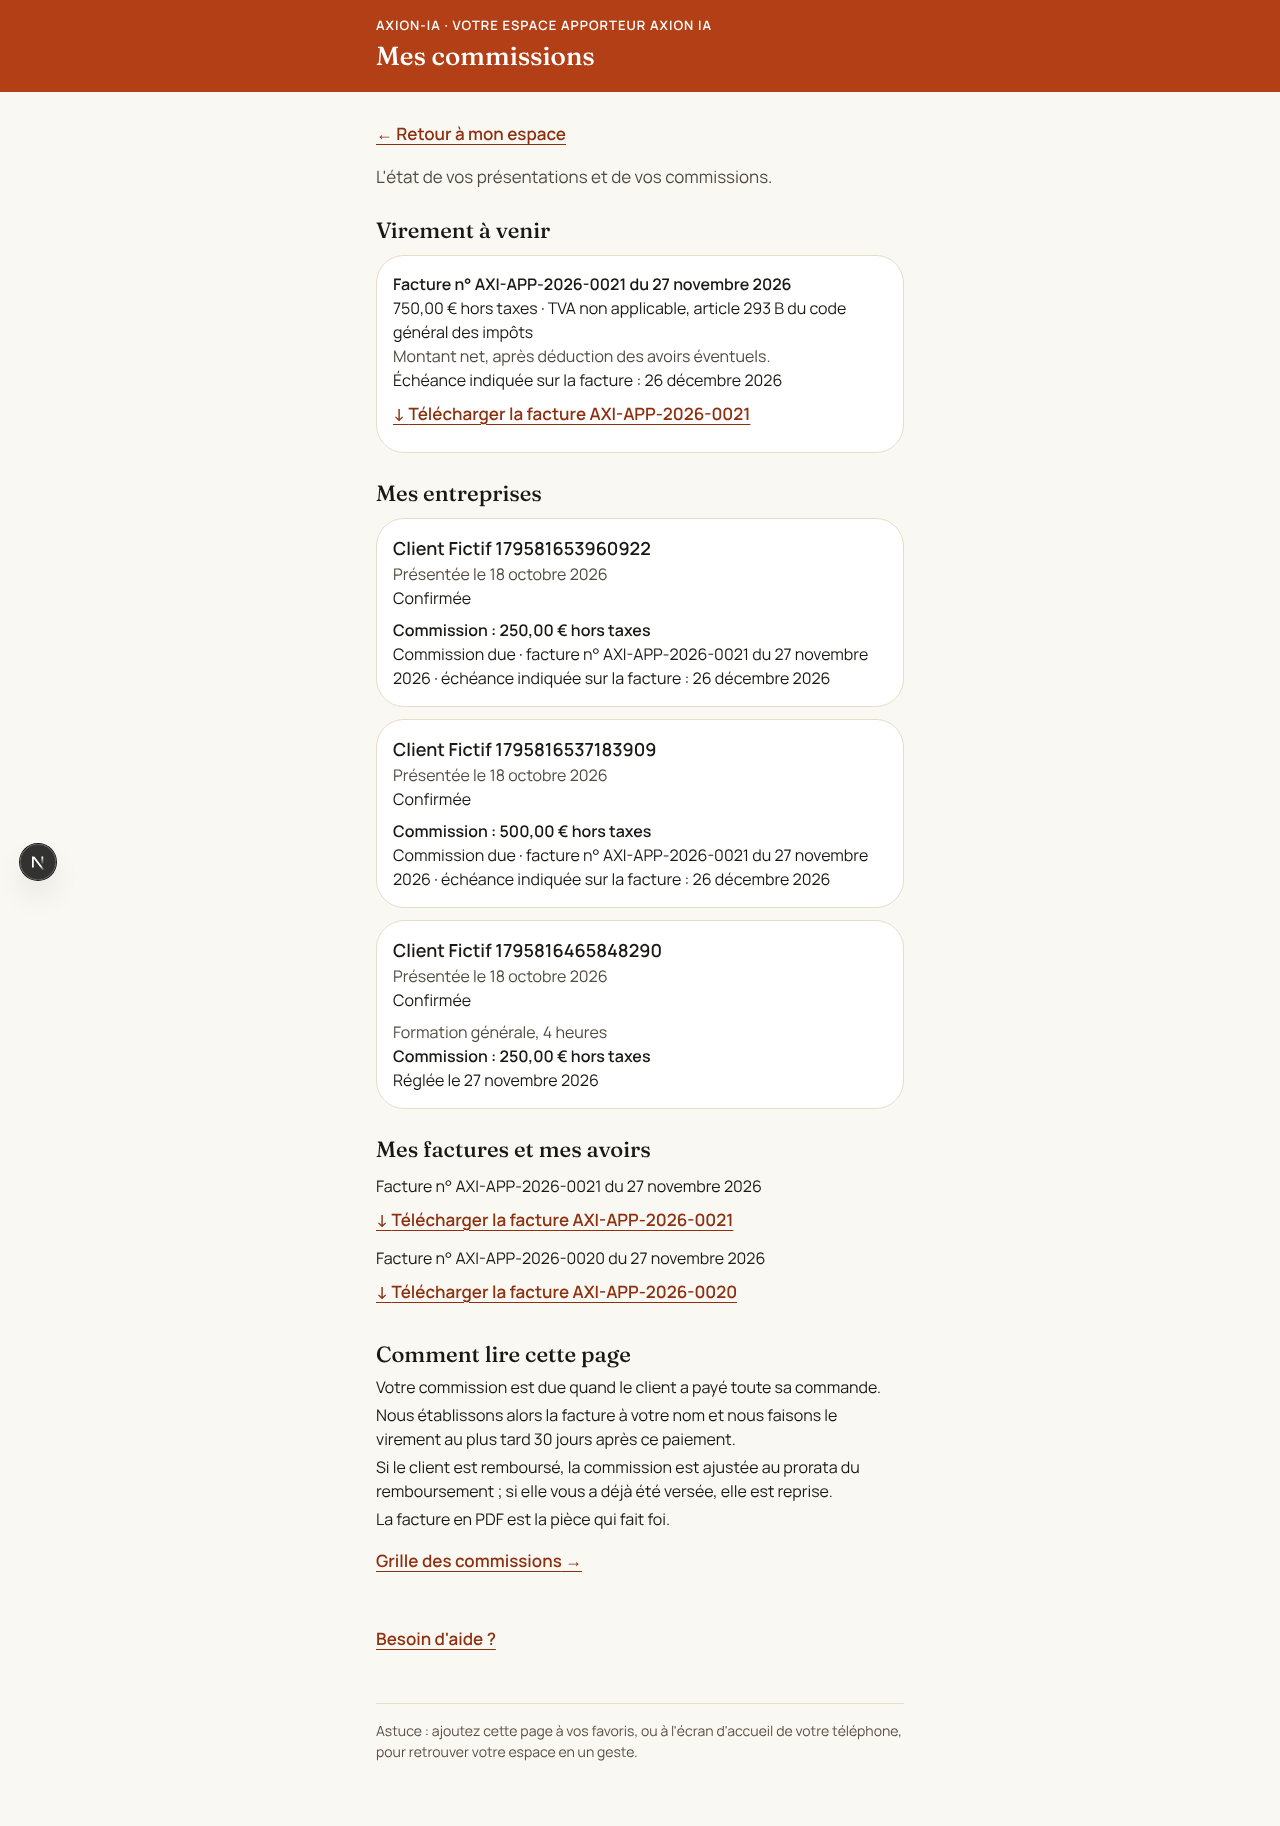 AXION-IA · VOTRE ESPACE APPORTEUR AXION IA
Mes commissions
← Retour à mon espace
L'état de vos présentations et de vos commissions.
Virement à venir
Facture n° AXI-APP-2026-0021 du 27 novembre 2026
750,00 € hors taxes · TVA non applicable, article 293 B du code
général des impôts
Montant net, après déduction des avoirs éventuels.
Échéance indiquée sur la facture : 26 décembre 2026
↓ Télécharger la facture AXI-APP-2026-0021
Mes entreprises
Client Fictif 179581653960922
Présentée le 18 octobre 2026
Confirmée
Commission : 250,00 € hors taxes
Commission due · facture n° AXI-APP-2026-0021 du 27 novembre
2026 · échéance indiquée sur la facture : 26 décembre 2026
Client Fictif 1795816537183909
Présentée le 18 octobre 2026
Confirmée
Commission : 500,00 € hors taxes
Commission due · facture n° AXI-APP-2026-0021 du 27 novembre
2026 · échéance indiquée sur la facture : 26 décembre 2026
N
Client Fictif 1795816465848290
Présentée le 18 octobre 2026
Confirmée
Formation générale, 4 heures
Commission : 250,00 € hors taxes
Réglée le 27 novembre 2026
Mes factures et mes avoirs
Facture n° AXI-APP-2026-0021 du 27 novembre 2026
↓ Télécharger la facture AXI-APP-2026-0021
Facture n° AXI-APP-2026-0020 du 27 novembre 2026
↓ Télécharger la facture AXI-APP-2026-0020
Comment lire cette page
Votre commission est due quand le client a payé toute sa commande.
Nous établissons alors la facture à votre nom et nous faisons le
virement au plus tard 30 jours après ce paiement.
Si le client est remboursé, la commission est ajustée au prorata du
remboursement ; si elle vous a déjà été versée, elle est reprise.
La facture en PDF est la pièce qui fait foi.
Grille des commissions →
Besoin d'aide ?
Astuce : ajoutez cette page à vos favoris, ou à l'écran d'accueil de votre téléphone,
pour retrouver votre espace en un geste.